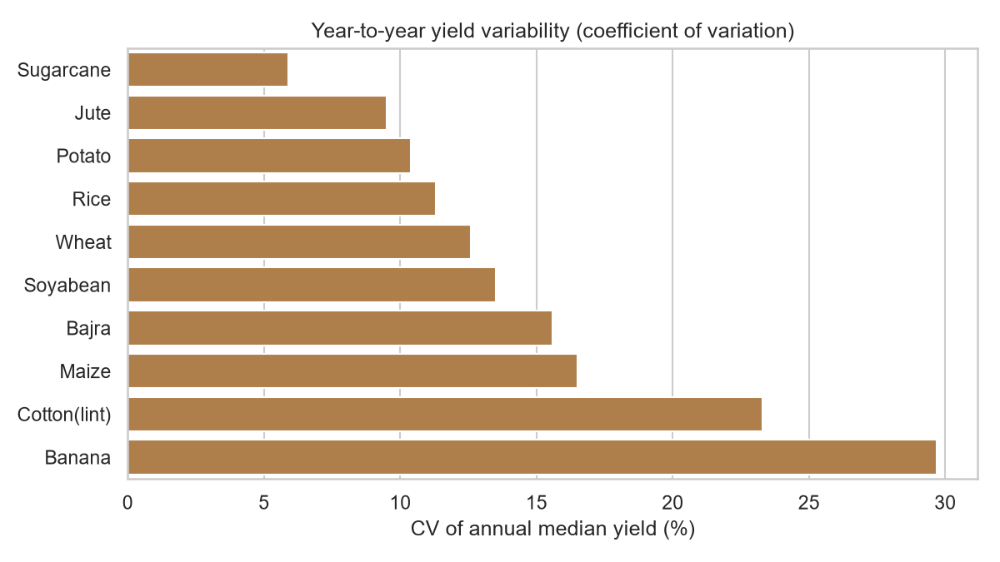 Year-to-year yield variability (coefficient of variation)
Sugarcane
Jute
Potato
Rice
Wheat
Soyabean
Bajra
Maize
Cotton(lint)
Banana
0 5 10 15 20 25 30
CV of annual median yield (%)